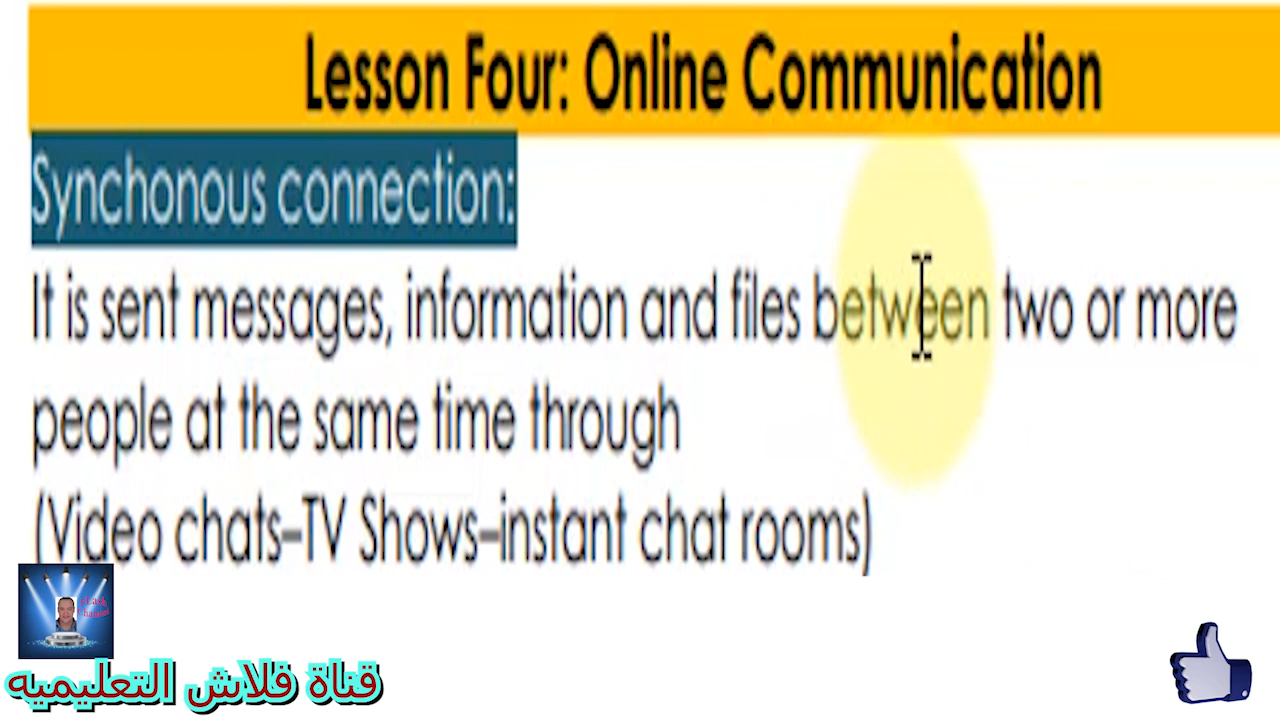 Lesson Four: Online Communication
Synchonous connection:
It is sent messages, information and files between two or more
people at the same time through
(Video chats–TV Shows–instant chat rooms)
قناة فلاش التعليميه